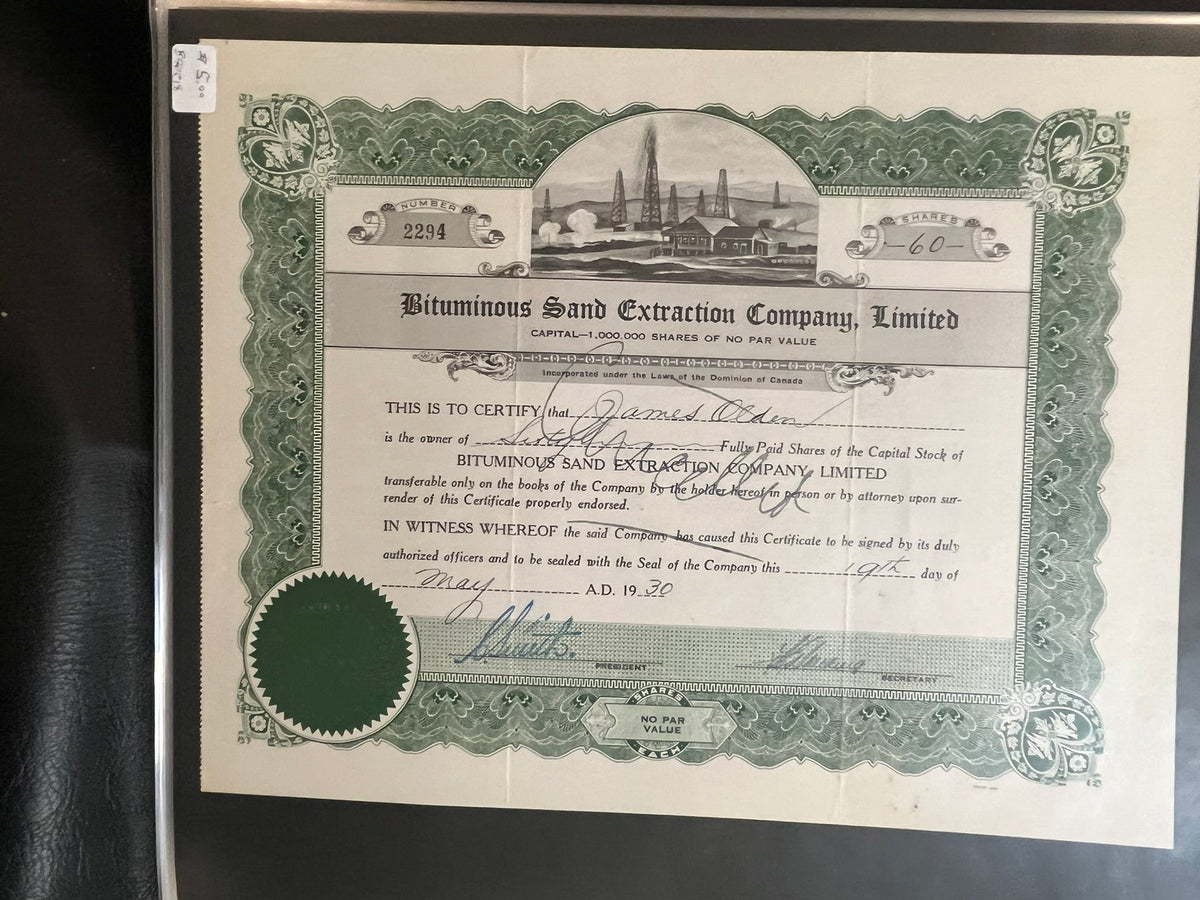 $ 5.00
NUMBER
2294
SHARES
-60-
Bituminous Sand Extraction Company, Limited
CAPITAL—1,000,000 SHARES OF NO PAR VALUE
Incorporated under the Laws of the Dominion of Canada
THIS IS TO CERTIFY that James Olden
is the owner of Sixty Fully Paid Shares of the Capital Stock of
BITUMINOUS SAND EXTRACTION COMPANY LIMITED
Cancelled
transferable only on the books of the Company by the holder hereof in person or by attorney upon sur-
render of this Certificate properly endorsed.
IN WITNESS WHEREOF the said Company has caused this Certificate to be signed by its duly
authorized officers and to be sealed with the Seal of the Company this 19th day of
May A.D. 1930
PRESIDENT
SECRETARY
SHARES
NO PAR
VALUE
EACH